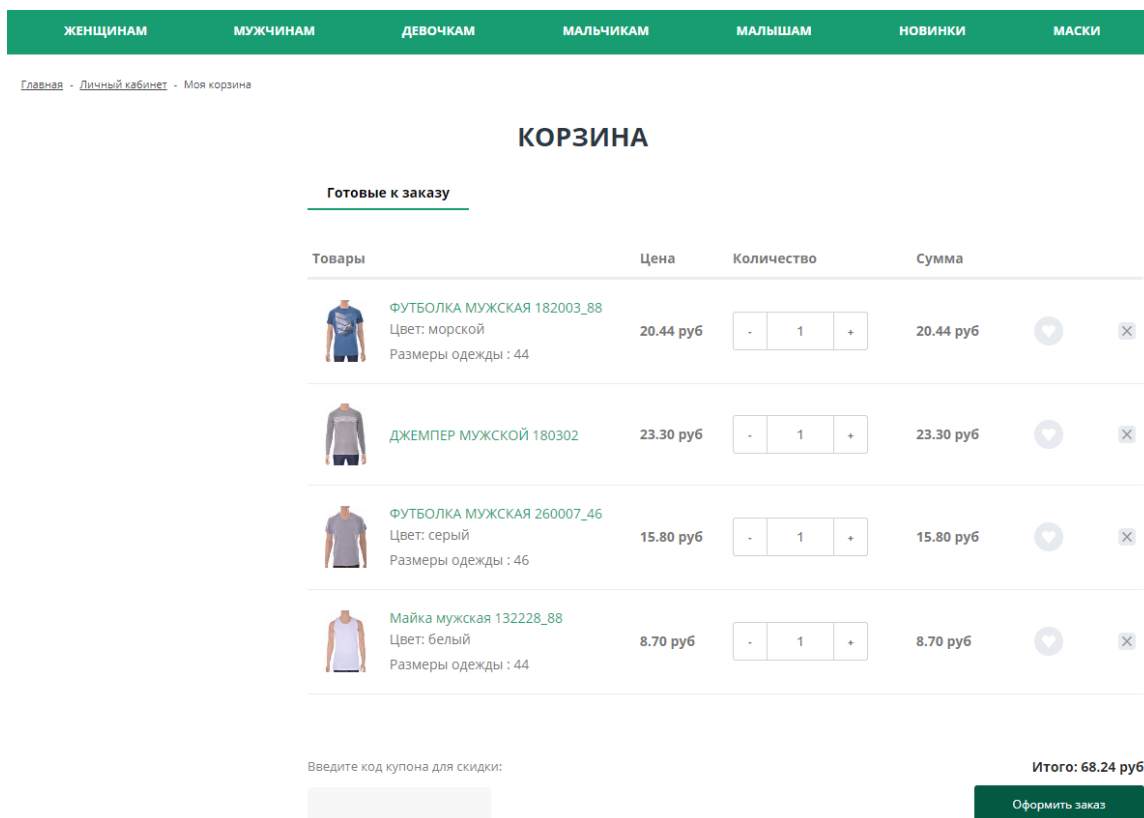 ЖЕНЩИНАМ МУЖЧИНАМ ДЕВОЧКАМ МАЛЬЧИКАМ МАЛЫШАМ НОВИНКИ МАСКИ
Главная - Личный кабинет - Моя корзина
КОРЗИНА
Готовые к заказу
Товары Цена Количество Сумма
ФУТБОЛКА МУЖСКАЯ 182003_88
Цвет: морской
20.44 руб - 1 + 20.44 руб
Размеры одежды : 44
ДЖЕМПЕР МУЖСКОЙ 180302 23.30 руб - 1 + 23.30 руб
ФУТБОЛКА МУЖСКАЯ 260007_46
Цвет: серый
15.80 руб - 1 + 15.80 руб
Размеры одежды : 46
Майка мужская 132228_88
Цвет: белый
8.70 руб - 1 + 8.70 руб
Размеры одежды : 44
Введите код купона для скидки: Итого: 68.24 руб
Оформить заказ